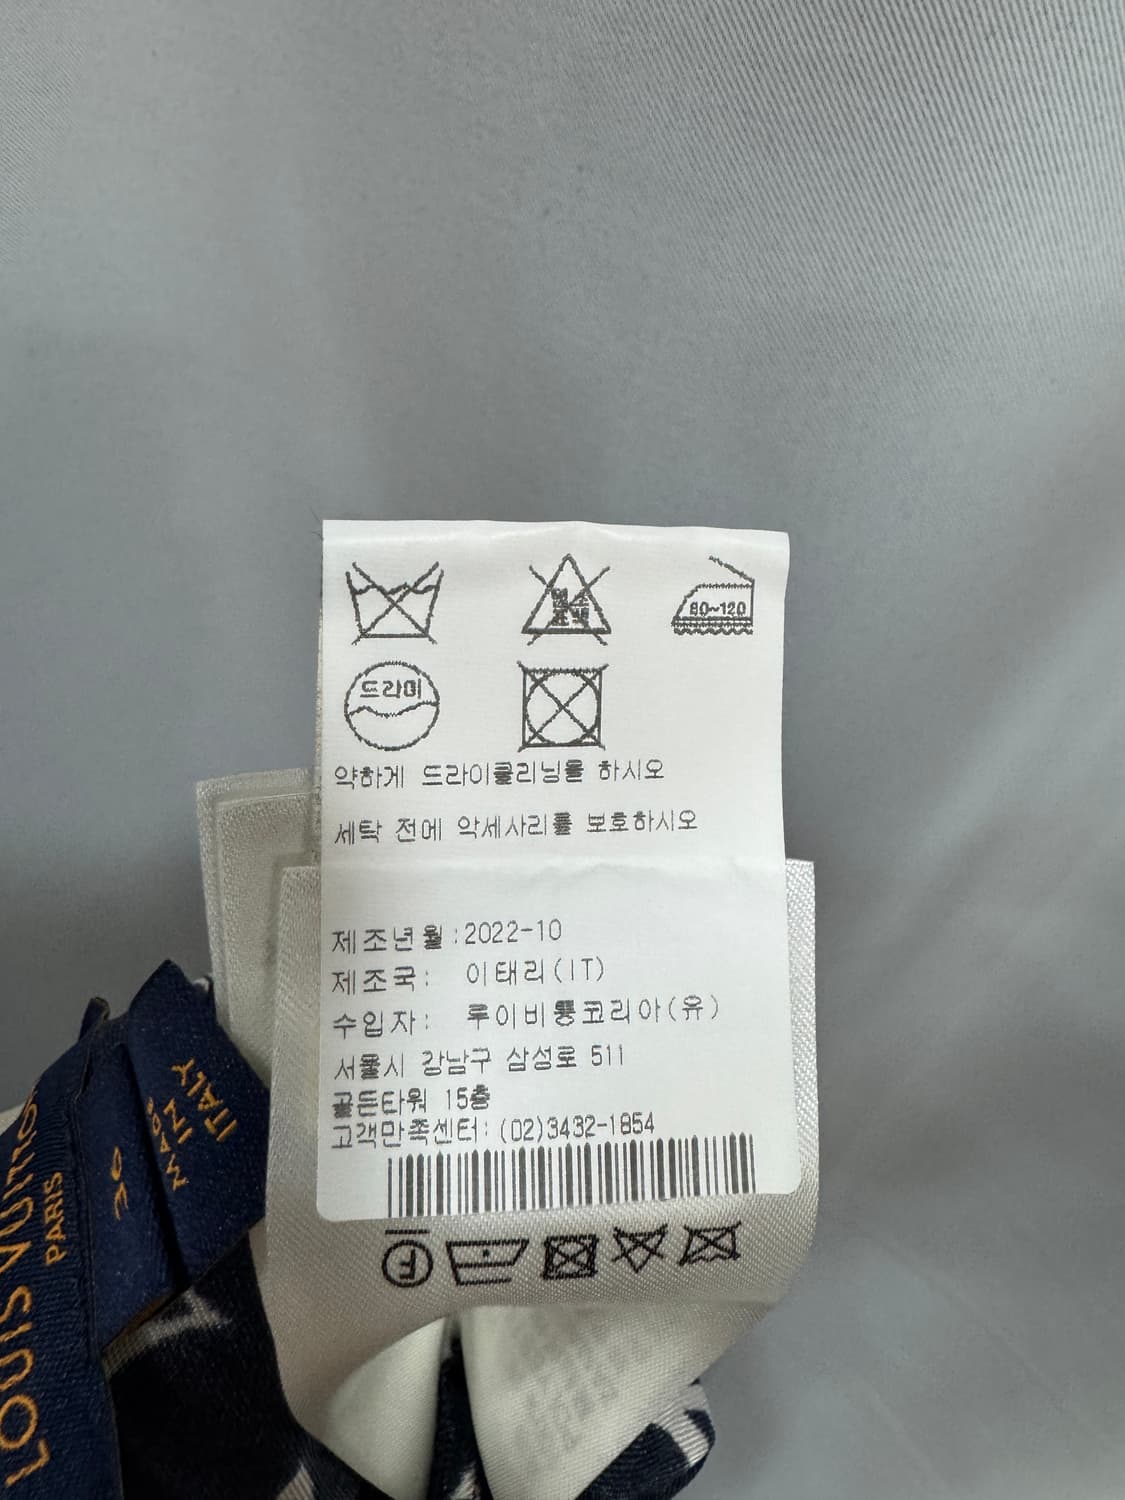 80~120
드라미
약하게 드라이클리닝을 하시오
세탁 전에 악세사리를 보호하시오
제조년월:2022-10
제조국: 이태리(IT)
수입자: 루이비통코리아(유)
서울시 강남구 삼성로 511
골든타워 15층
고객만족센터: (02)3432-1854
F
LOUIS VUITTON
PARIS
36
MADE
IN
ITALY